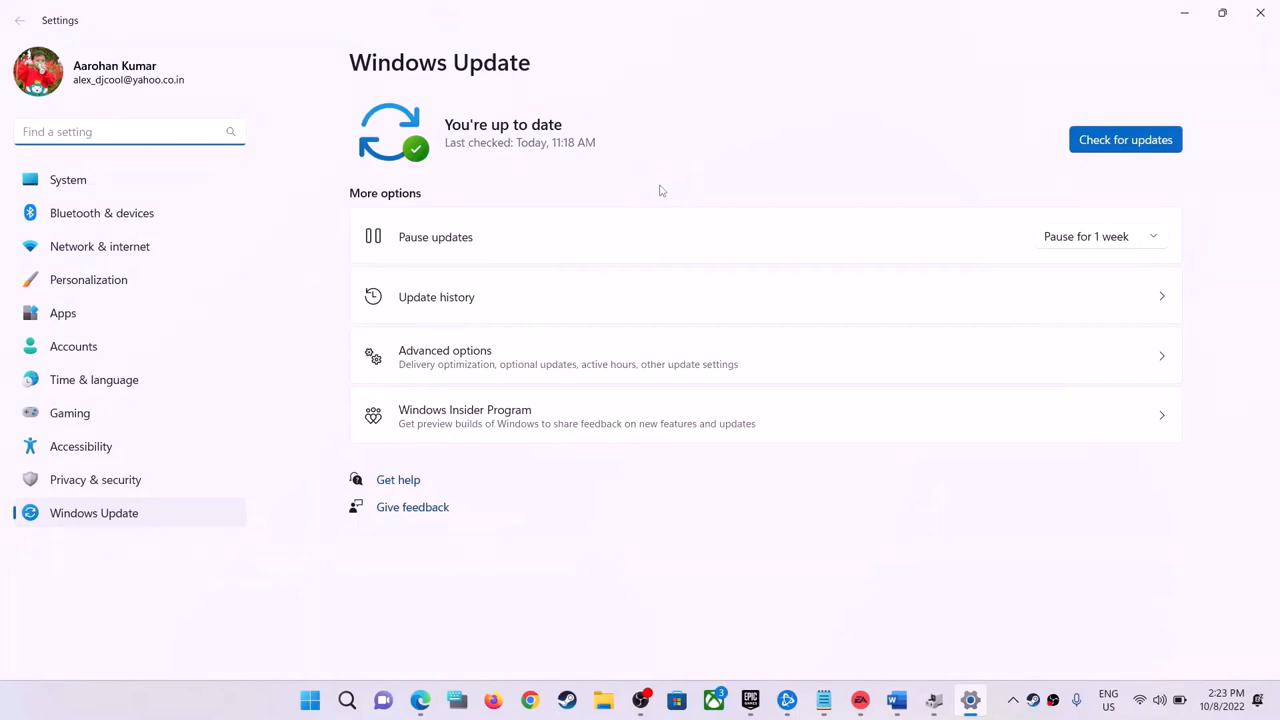 Settings
Aarohan Kumar
alex_djcool@yahoo.co.in
Find a setting
System
Bluetooth & devices
Network & internet
Personalization
Apps
Accounts
Time & language
Gaming
Accessibility
Privacy & security
Windows Update
Windows Update
You're up to date
Last checked: Today, 11:18 AM
Check for updates
More options
Pause updates
Pause for 1 week
Update history
Advanced options
Delivery optimization, optional updates, active hours, other update settings
Windows Insider Program
Get preview builds of Windows to share feedback on new features and updates
Get help
Give feedback
3
EPIC
GAMES
EA
W
ENG
US
2:23 PM
10/8/2022